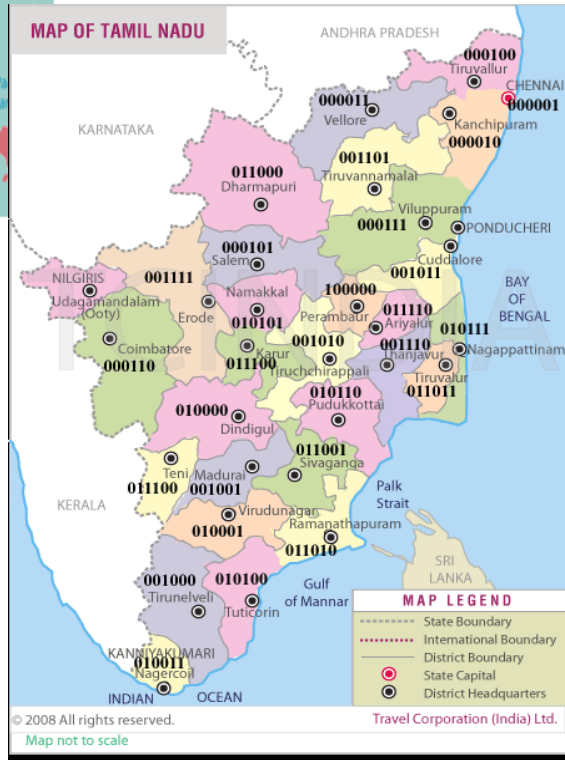 MAP OF TAMIL NADU
ANDHRA PRADESH
000100
Tiruvallur
CHENNAI
000001
000011
Vellore
Kanchipuram
000010
KARNATAKA
001101
Tiruvannamalai
011000
Dharmapuri
Viluppuram
000111
PONDUCHERI
Cuddalore
001011
000101
Salem
001111
NILGIRIS
Udagamandalam
(Ooty)
Namakkal
100000
Perambaur
011110
Ariyalur
BAY
OF
BENGAL
Erode
010101
010111
Coimbatore
000110
Karur
011100
001010
Tiruchchirappali
001110
Thanjavur
Nagappattinam
Tiruvalur
011011
010000
Dindigul
010110
Pudukkottai
011001
Sivaganga
Teni
011100
Madurai
001001
Palk
Strait
KERALA
Virudunagar
010001
Ramanathapuram
011010
SRI
LANKA
001000
Tirunelveli
010100
Tuticorin
Gulf
of Mannar
KANNIYAKUMARI
010011
Nagercoil
INDIAN
OCEAN
MAP LEGEND
State Boundary
International Boundary
District Boundary
State Capital
District Headquarters
© 2008 All rights reserved.
Travel Corporation (India) Ltd.
Map not to scale